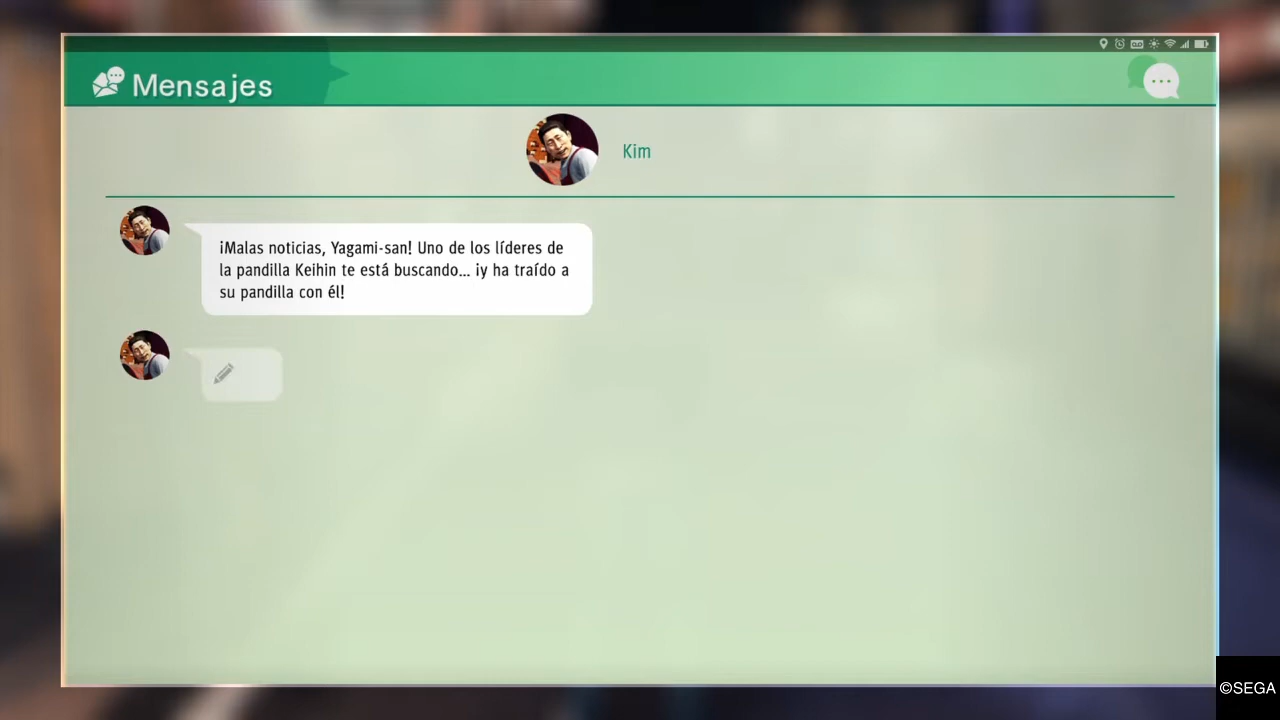 Mensajes
Kim
¡Malas noticias, Yagami-san! Uno de los líderes de
la pandilla Keihin te está buscando... ¡y ha traído a
su pandilla con él!
©SEGA